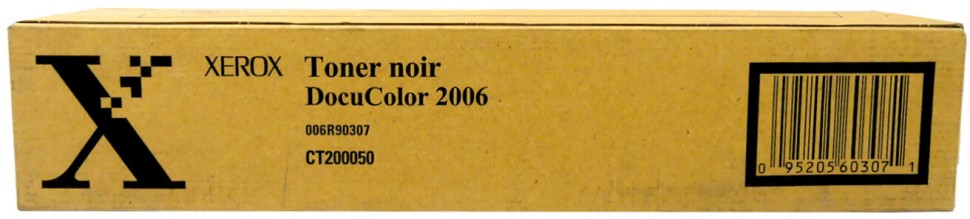 X
XEROX
Toner noir
DocuColor 2006
006R90307
CT200050
0 95205 60307 1